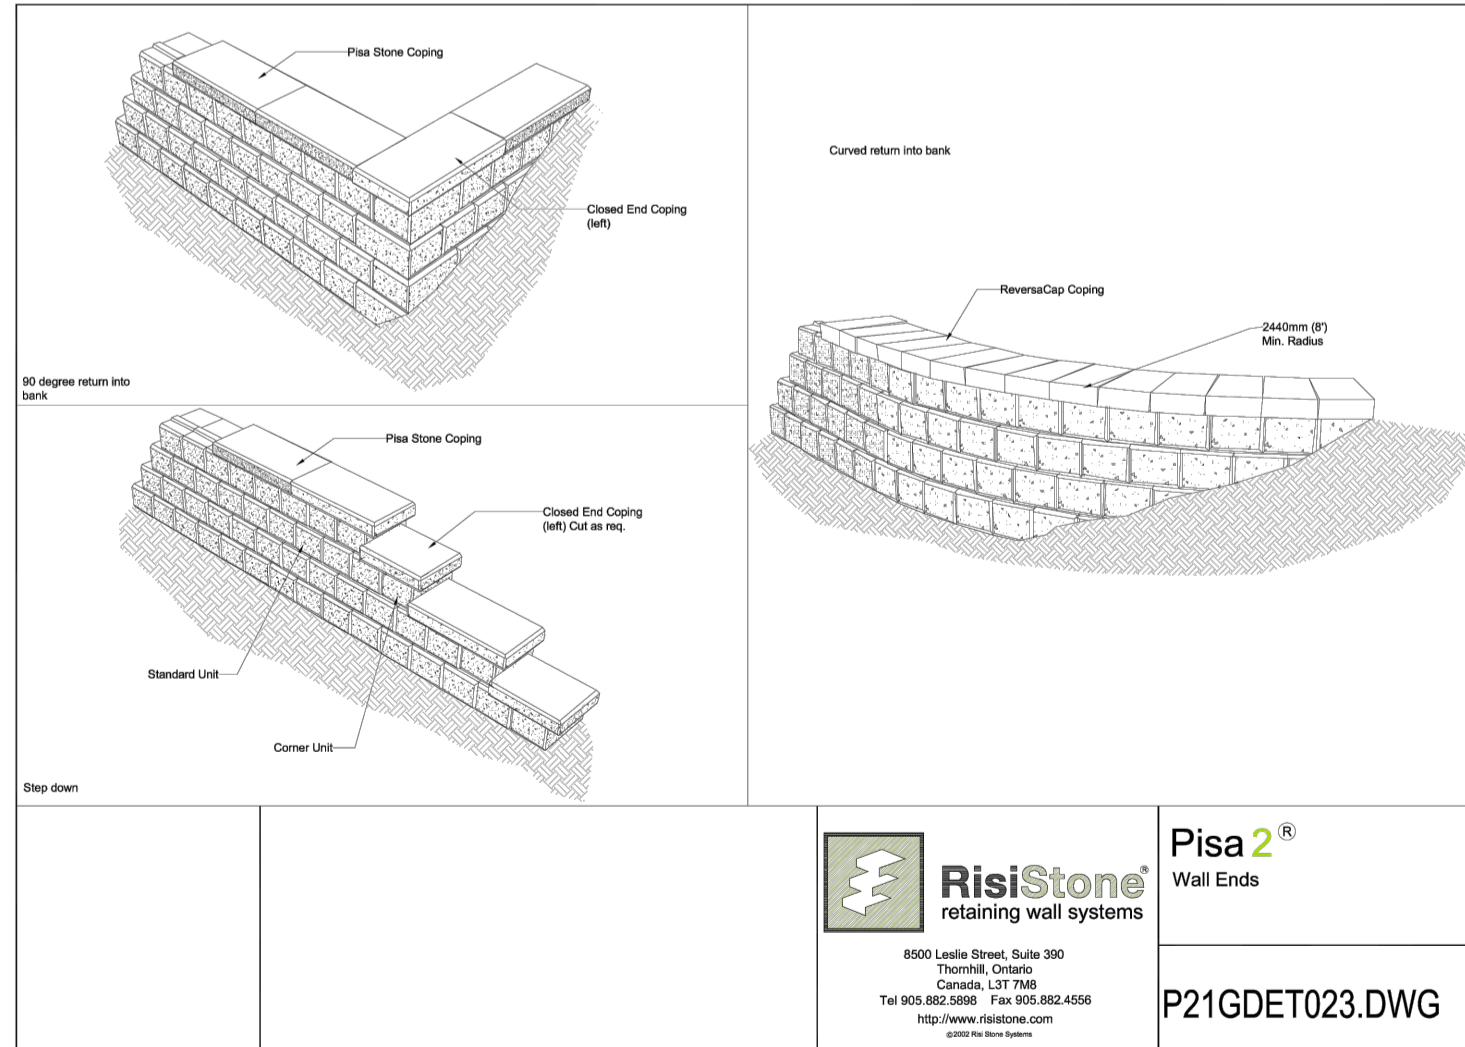 Pisa Stone Coping
Closed End Coping
(left)
90 degree return into
bank
Pisa Stone Coping
Closed End Coping
(left) Cut as req.
Standard Unit
Corner Unit
Step down
Curved return into bank
ReversaCap Coping
2440mm (8')
Min. Radius
RisiStone®
retaining wall systems
8500 Leslie Street, Suite 390
Thornhill, Ontario
Canada, L3T 7M8
Tel 905.882.5898 Fax 905.882.4556
http://www.risistone.com
©2002 Risi Stone Systems
Pisa 2®
Wall Ends
P21GDET023.DWG